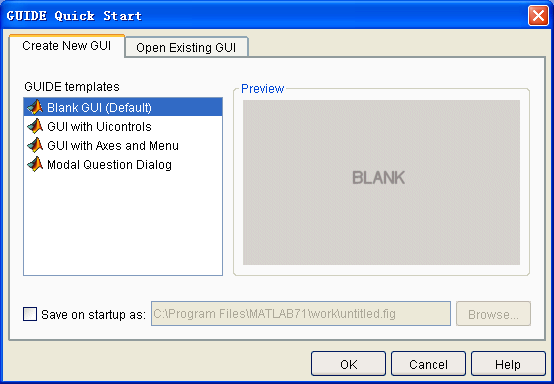 GUIDE Quick Start
Create New GUI
Open Existing GUI
GUIDE templates
Blank GUI (Default)
GUI with Uicontrols
GUI with Axes and Menu
Modal Question Dialog
Preview
BLANK
Save on startup as: C:\Program Files\MATLAB71\work\untitled.fig Browse...
OK Cancel Help